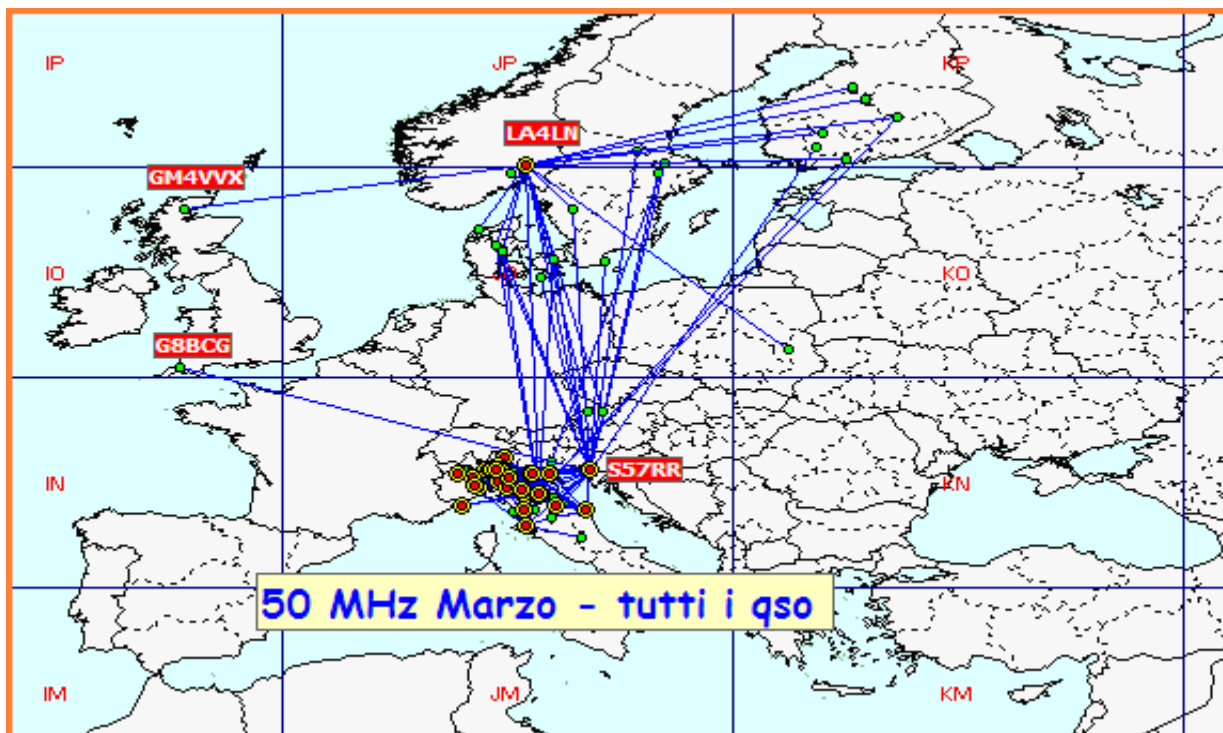 IP
JP
KP
LA4LN
GM4VVX
IO
JO
KO
G8BCG
IN
S57RR
KN
50 MHz Marzo - tutti i qso
IM
JM
KM